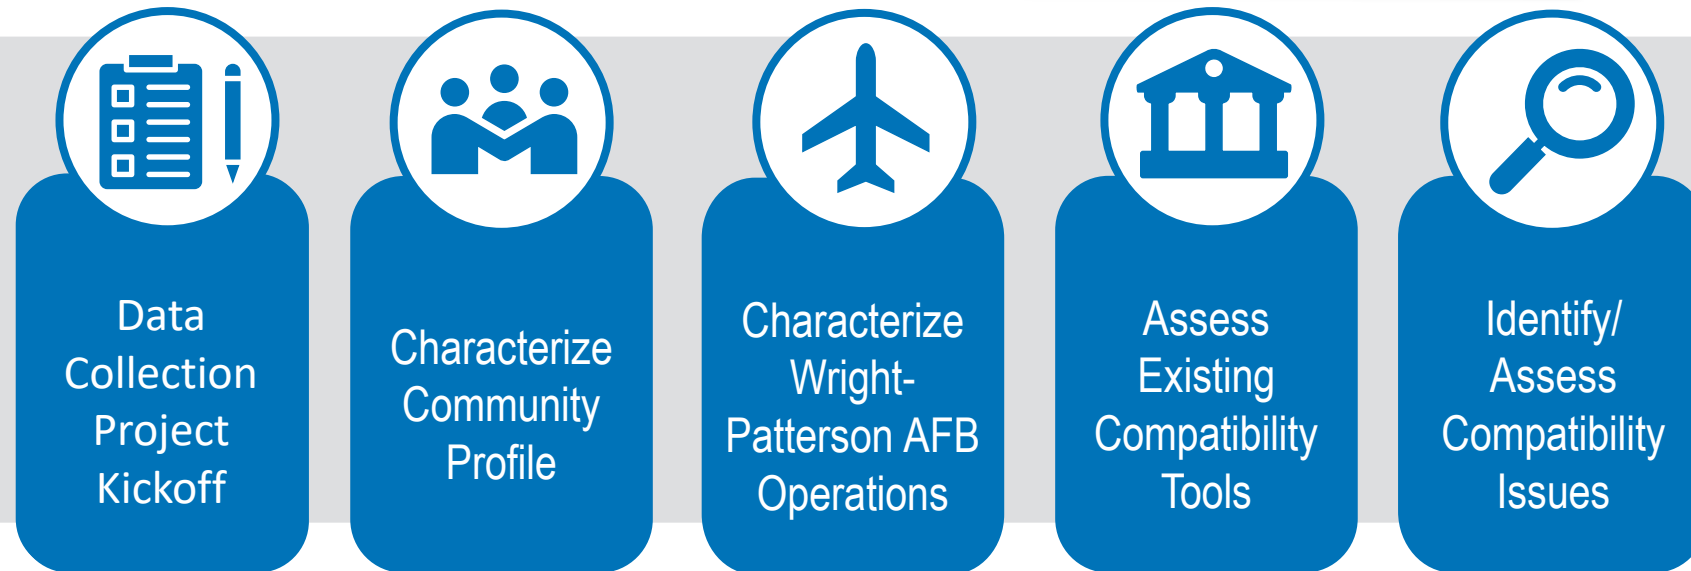 Data
Collection
Project
Kickoff
Characterize
Community
Profile
Characterize
Wright-
Patterson AFB
Operations
Assess
Existing
Compatibility
Tools
Identify/
Assess
Compatibility
Issues